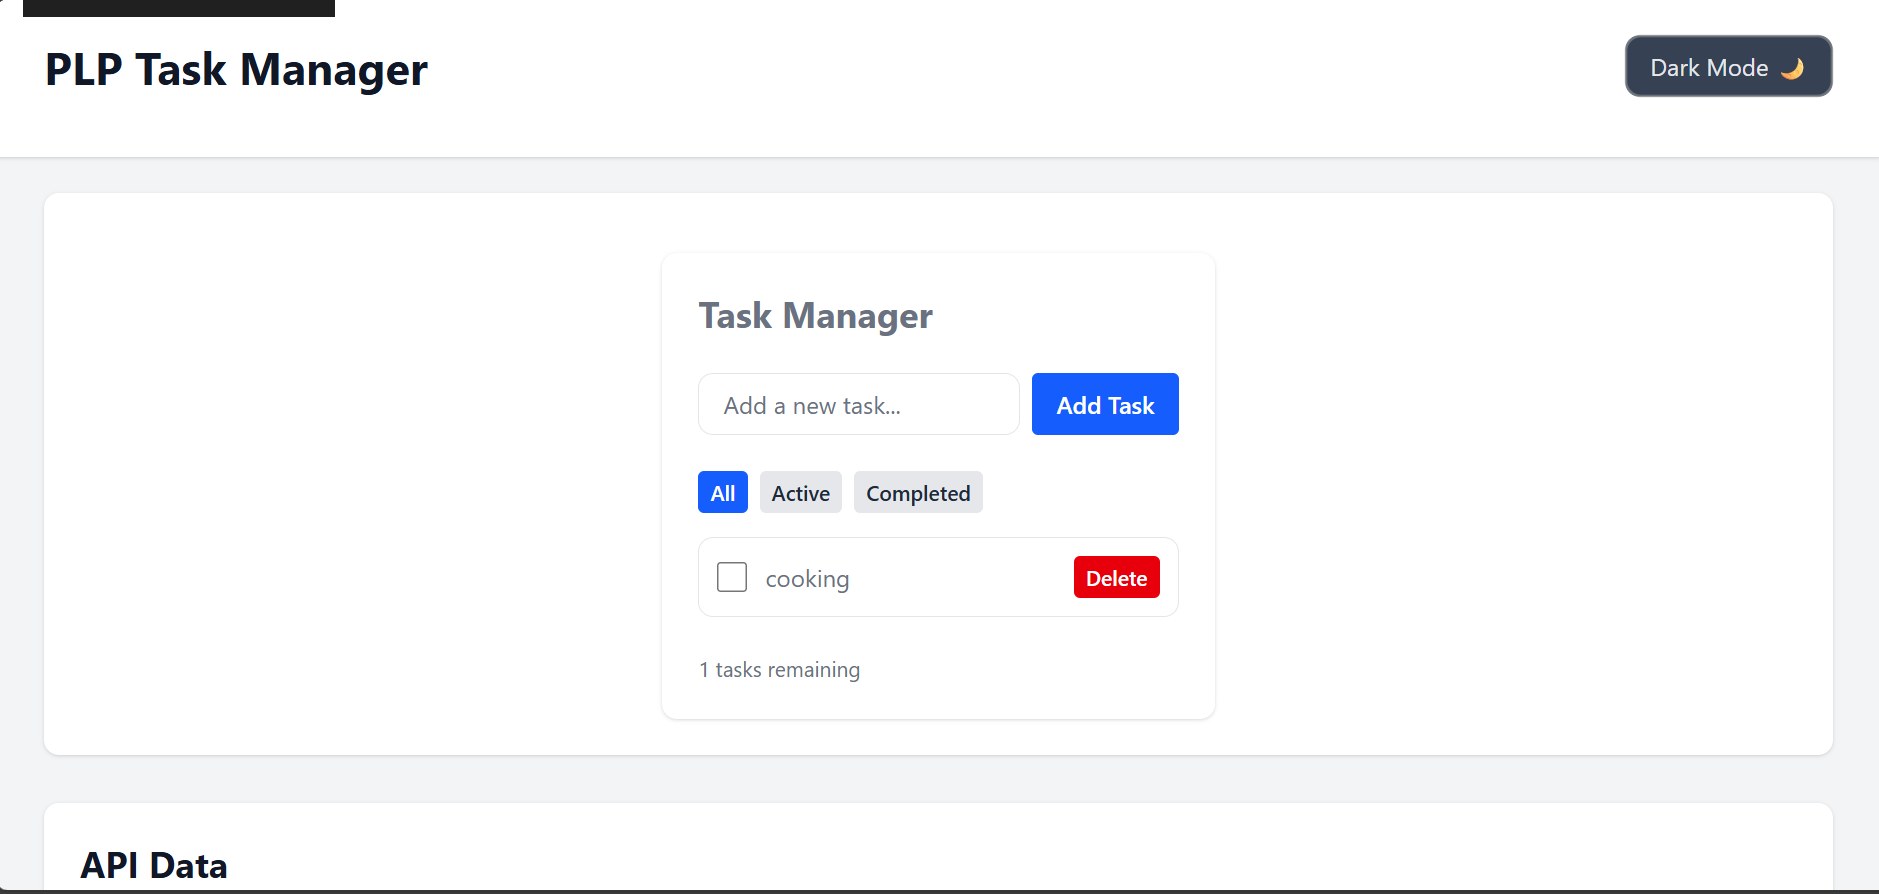 PLP Task Manager
Dark Mode 🌙
Task Manager
Add a new task...
Add Task
All
Active
Completed
cooking
Delete
1 tasks remaining
API Data